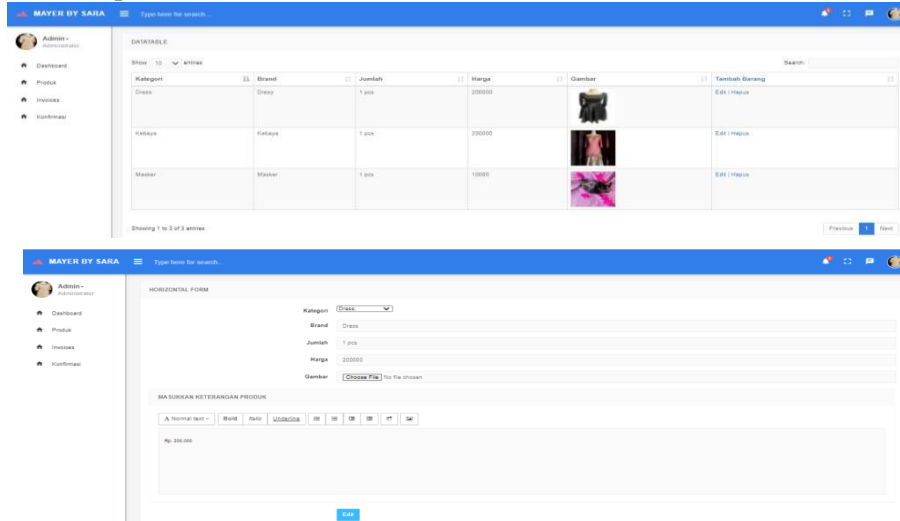 MAYER BY SARA Type here for search...
Admin
Administrator
Dashboard
Produk
Invoices
Konfirmasi
DATATABLE
Show 10 entries Search:
Kategori Brand Jumlah Harga Gambar Tambah Barang
Dress Dress 1 pcs 200000 Edit | Hapus
Kebaya Kebaya 1 pcs 200000 Edit | Hapus
Masker Masker 1 pcs 10000 Edit | Hapus
Showing 1 to 3 of 3 entries Previous 1 Next
MAYER BY SARA Type here for search...
Admin
Administrator
Dashboard
Produk
Invoices
Konfirmasi
HORIZONTAL FORM
Kategori Dress
Brand Dress
Jumlah 1 pcs
Harga 200000
Gambar Choose File No file chosen
MASUKKAN KETERANGAN PRODUK
A Normal text Bold Italic Underline
Rp. 200.000
Edit